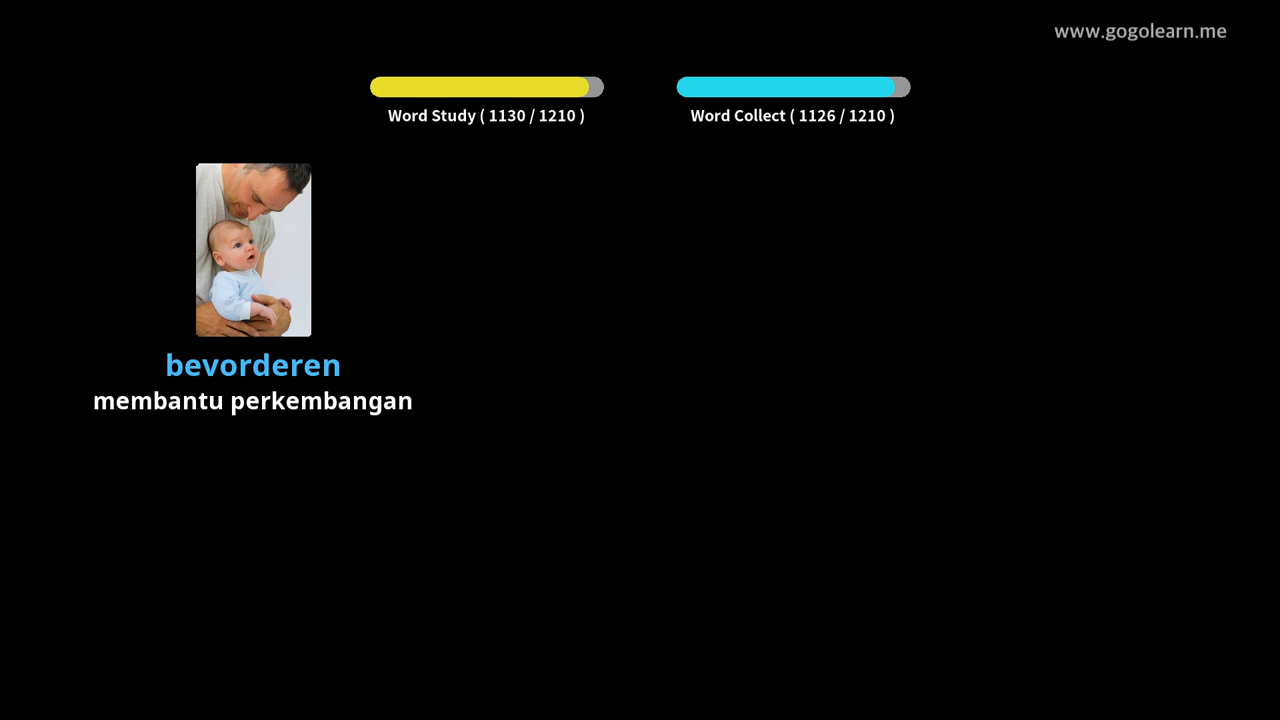 www.gogolearn.me
Word Study ( 1130 / 1210 )
Word Collect ( 1126 / 1210 )
bevorderen
membantu perkembangan